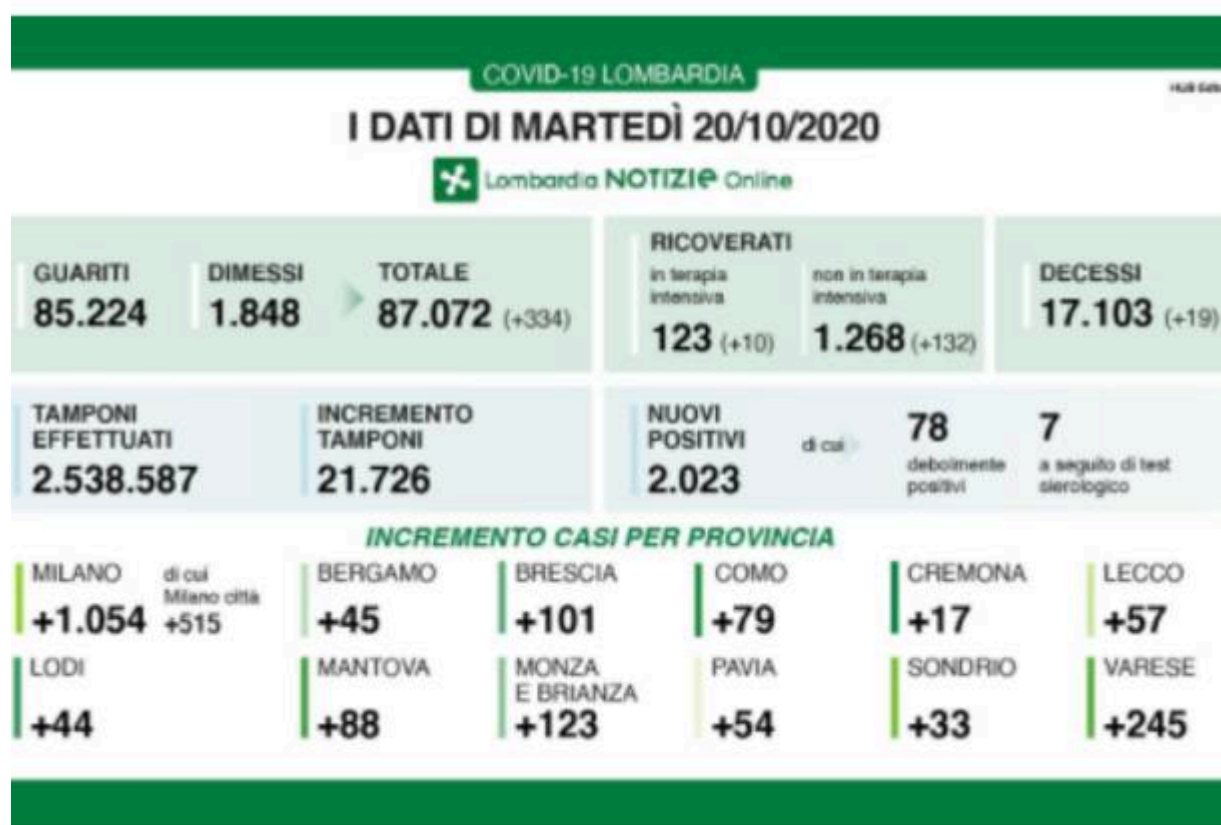 COVID-19 LOMBARDIA
I DATI DI MARTEDÌ 20/10/2020
Lombardia NOTIZIE Online
GUARITI
85.224
DIMESSI
1.848
TOTALE
87.072 (+334)
RICOVERATI
in terapia
intensiva
123 (+10)
non in terapia
intensiva
1.268 (+132)
DECESSI
17.103 (+19)
TAMPONI
EFFETTUATI
2.538.587
INCREMENTO
TAMPONI
21.726
NUOVI
POSITIVI
2.023
di cui
78
debolmente
positivi
7
a seguito di test
sierologico
INCREMENTO CASI PER PROVINCIA
MILANO
+1.054
di cui
Milano città
+515
BERGAMO
+45
BRESCIA
+101
COMO
+79
CREMONA
+17
LECCO
+57
LODI
+44
MANTOVA
+88
MONZA
E BRIANZA
+123
PAVIA
+54
SONDRIO
+33
VARESE
+245